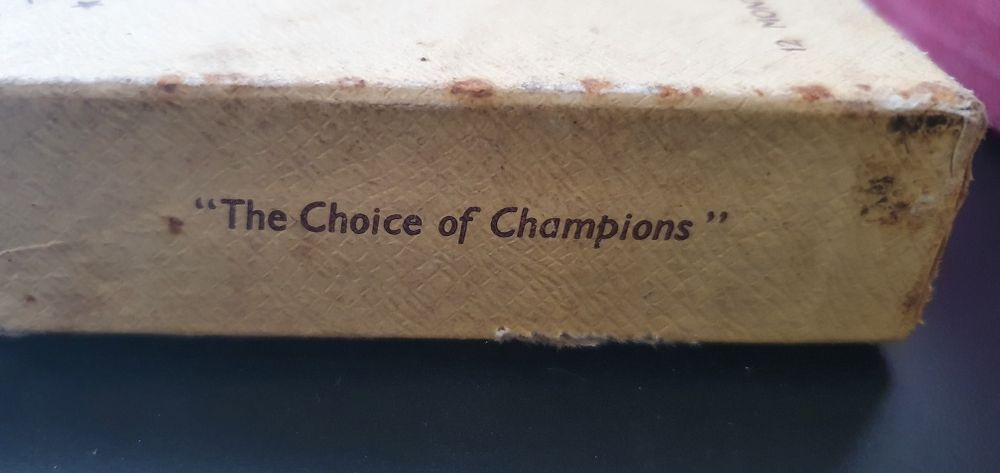 “The Choice of Champions”